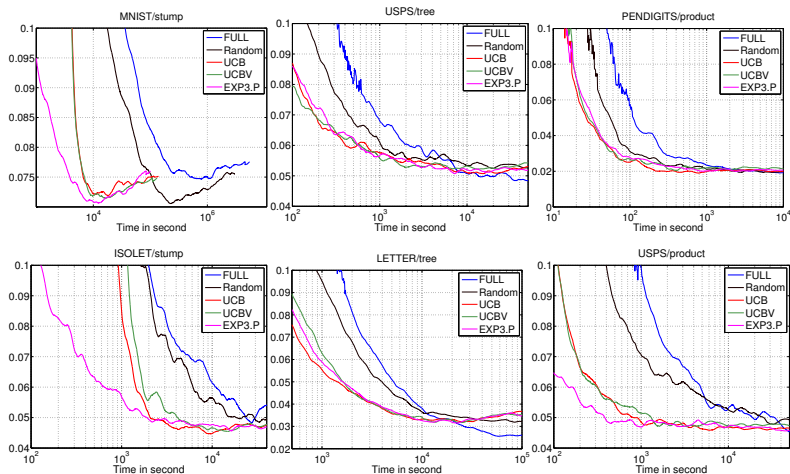 MNIST/stump
0.1
0.095
0.09
0.085
0.08
0.075
FULL
Random
UCB
UCBV
EXP3.P
10^4
10^6
Time in second
USPS/tree
0.1
0.09
0.08
0.07
0.06
0.05
0.04
FULL
Random
UCB
UCBV
EXP3.P
10^2
10^3
10^4
Time in second
PENDIGITS/product
0.1
0.08
0.06
0.04
0.02
0
FULL
Random
UCB
UCBV
EXP3.P
10^1
10^2
10^3
10^4
Time in second
ISOLET/stump
0.1
0.09
0.08
0.07
0.06
0.05
0.04
FULL
Random
UCB
UCBV
EXP3.P
10^2
10^3
10^4
Time in second
LETTER/tree
0.1
0.09
0.08
0.07
0.06
0.05
0.04
0.03
0.02
FULL
Random
UCB
UCBV
EXP3.P
10^3
10^4
10^5
Time in second
USPS/product
0.1
0.09
0.08
0.07
0.06
0.05
0.04
FULL
Random
UCB
UCBV
EXP3.P
10^2
10^3
10^4
Time in second